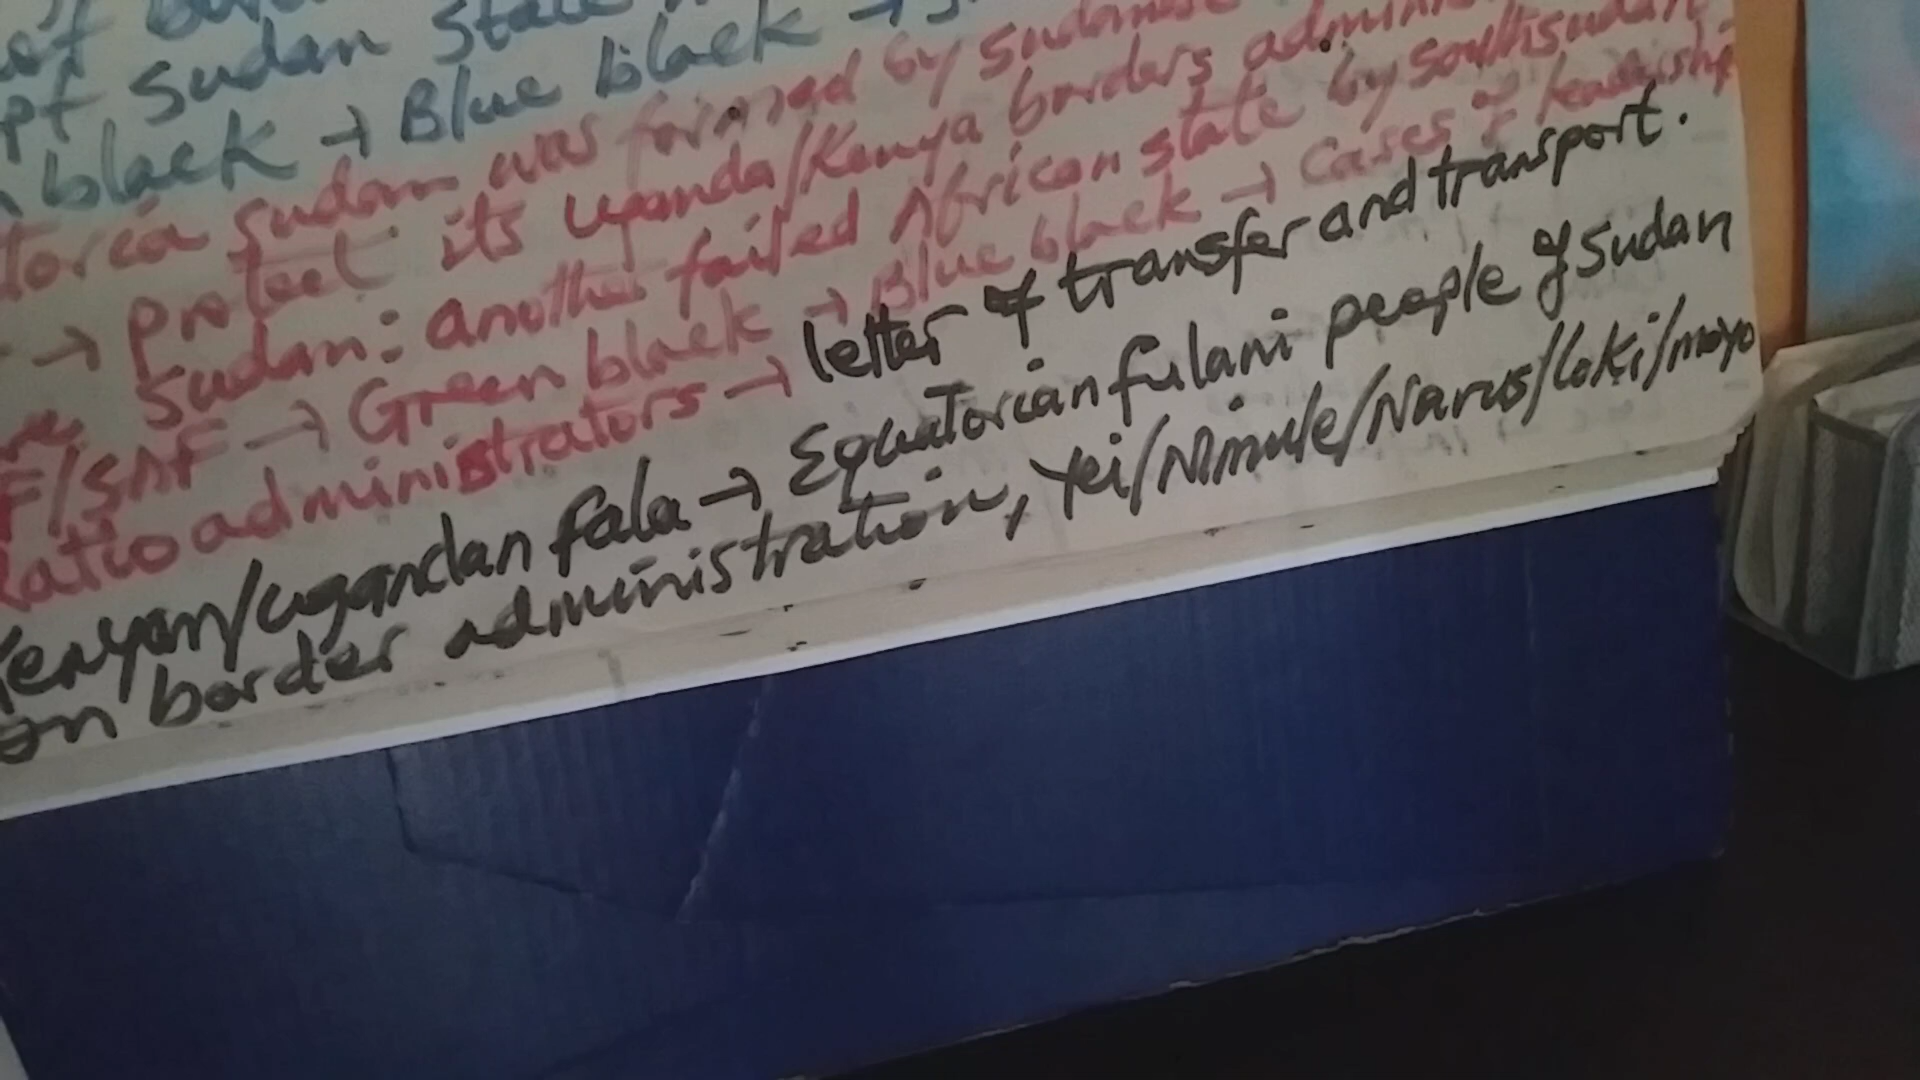 pt Sudan State
black → Blue black →
toria Sudan was formed by Sudanese
→ protect its Uganda/Kenya borders
Sudan: another failed African state by southsudan
F/SAF → Green black → Blue black → Cases of leadership
ratio administrators → letter of transfer and transport.
Kenyan/ugandan fala → Equatorian fulani people of Sudan
on border administration, Yei/Nimule/Narus/Loki/moyo